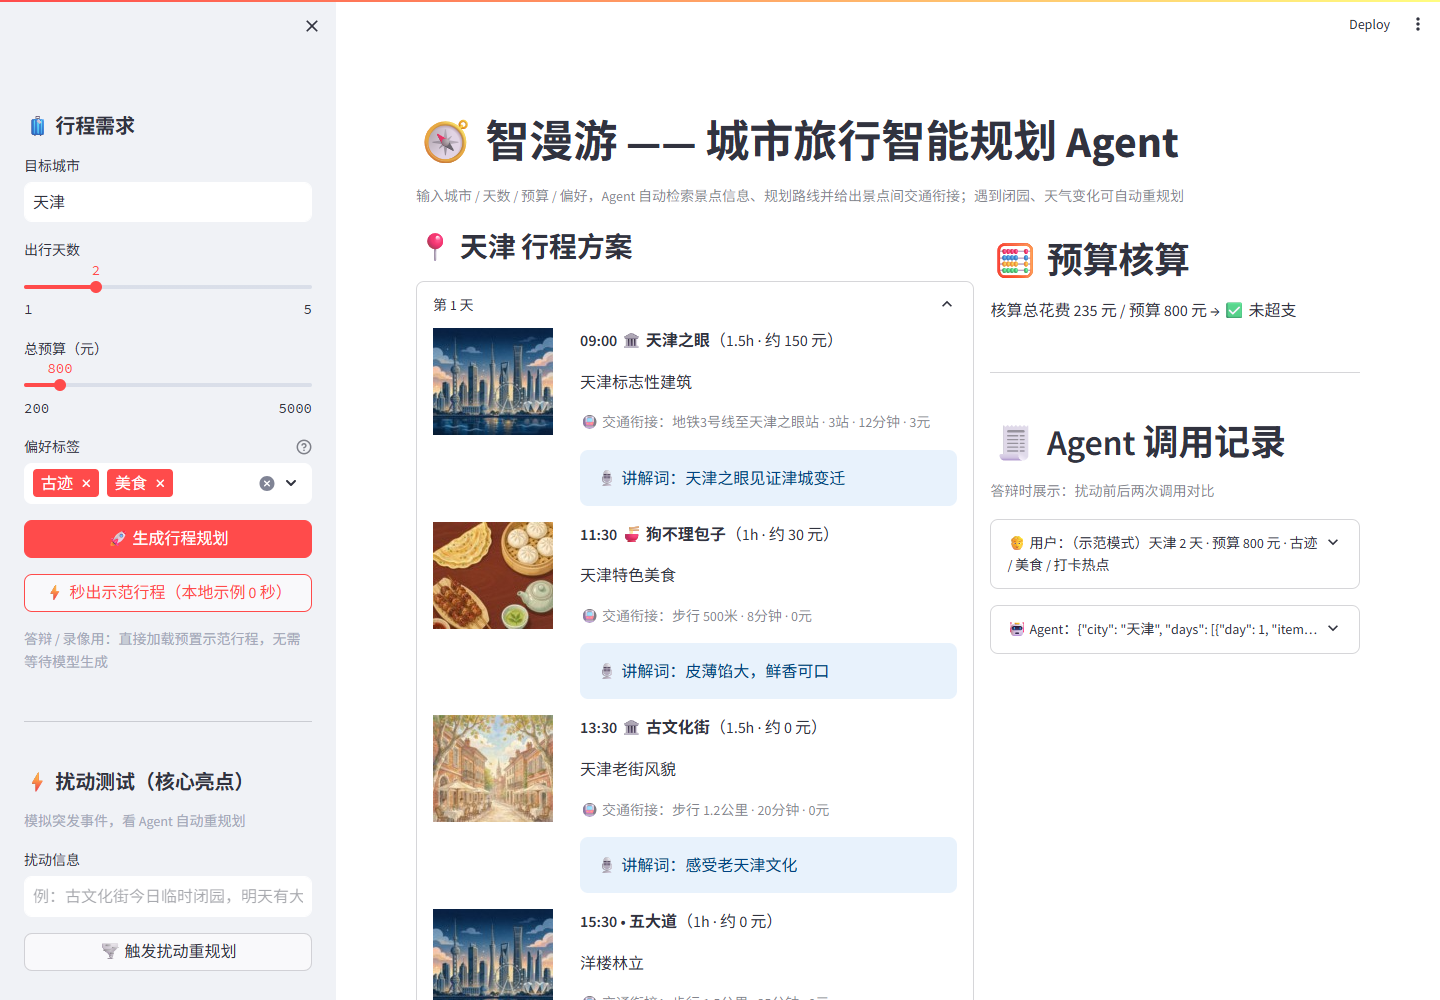 Deploy
行程需求
目标城市
天津
出行天数
2
1 5
总预算（元）
800
200 5000
偏好标签
古迹 美食
生成行程规划
秒出示范行程（本地示例 0 秒）
答辩 / 录像用：直接加载预置示范行程，无需
等待模型生成
扰动测试（核心亮点）
模拟突发事件，看 Agent 自动重规划
扰动信息
例：古文化街今日临时闭园，明天有大
触发扰动重规划
智漫游 —— 城市旅行智能规划 Agent
输入城市 / 天数 / 预算 / 偏好，Agent 自动检索景点信息、规划路线并给出景点间交通衔接；遇到闭园、天气变化可自动重规划
天津 行程方案
第 1 天
09:00 天津之眼（1.5h · 约 150 元）
天津标志性建筑
交通衔接：地铁3号线至天津之眼站 · 3站 · 12分钟 · 3元
讲解词：天津之眼见证津城变迁
11:30 狗不理包子（1h · 约 30 元）
天津特色美食
交通衔接：步行 500米 · 8分钟 · 0元
讲解词：皮薄馅大，鲜香可口
13:30 古文化街（1.5h · 约 0 元）
天津老街风貌
交通衔接：步行 1.2公里 · 20分钟 · 0元
讲解词：感受老天津文化
15:30 • 五大道（1h · 约 0 元）
洋楼林立
预算核算
核算总花费 235 元 / 预算 800 元 → ✅ 未超支
Agent 调用记录
答辩时展示：扰动前后两次调用对比
用户：（示范模式）天津 2 天 · 预算 800 元 · 古迹
/ 美食 / 打卡热点
Agent：{"city": "天津", "days": [{"day": 1, "item...